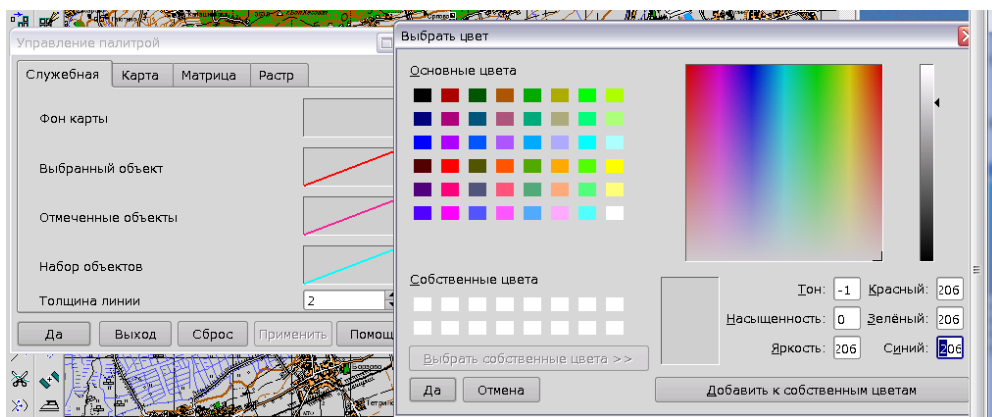 Управление палитрой
Служебная Карта Матрица Растр
Фон карты
Выбранный объект
Отмеченные объекты
Набор объектов
Толщина линии 2
Да Выход Сброс Применить
Выбрать цвет
Основные цвета
Собственные цвета
Выбрать собственные цвета >>
Да Отмена
Тон: -1 Красный: 206
Насыщенность: 0 Зелёный: 206
Яркость: 206 Синий: 206
Добавить к собственным цветам